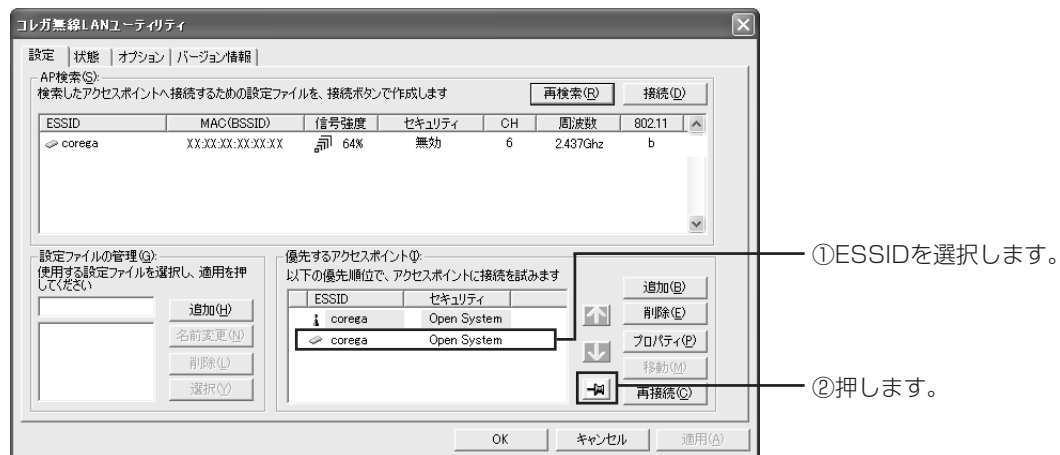 コレガ無線LANユーティリティ
設定 状態 オプション バージョン情報
AP検索(S):
検索したアクセスポイントへ接続するための設定ファイルを、接続ボタンで作成します 再検索(R) 接続(D)
ESSID MAC(BSSID) 信号強度 セキュリティ CH 周波数 802.11
corega XX:XX:XX:XX:XX:XX 64% 無効 6 2.437Ghz b
設定ファイルの管理(G):
使用する設定ファイルを選択し、適用を押
してください
追加(H)
名前変更(N)
削除(L)
選択(Y)
優先するアクセスポイント(I):
以下の優先順位で、アクセスポイントに接続を試みます
ESSID セキュリティ
corega Open System
corega Open System
追加(B)
削除(E)
プロパティ(P)
移動(M)
再接続(C)
OK キャンセル 適用(A)
①ESSIDを選択します。
②押します。